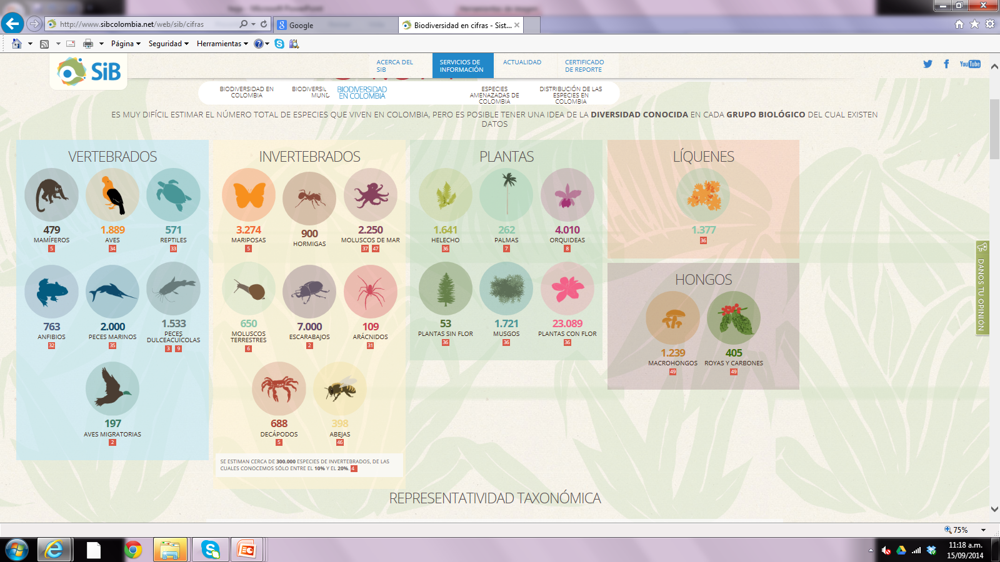 http://www.sibcolombia.net/web/sib/cifras
Google
Biodiversidad en cifras - Sist...
Página
Seguridad
Herramientas
SiB
ACERCA DEL
SIB
SERVICIOS DE
INFORMACIÓN
ACTUALIDAD
CERTIFICADO
DE REPORTE
You Tube
BIODIVERSIDAD EN
COLOMBIA
BIODIVERSI
MUND
BIODIVERSIDAD
EN COLOMBIA
ESPECIES
AMENAZADAS DE
COLOMBIA
DISTRIBUCIÓN DE LAS
ESPECIES EN
COLOMBIA
ES MUY DIFÍCIL ESTIMAR EL NÚMERO TOTAL DE ESPECIES QUE VIVEN EN COLOMBIA, PERO ES POSIBLE TENER UNA IDEA DE LA DIVERSIDAD CONOCIDA EN CADA GRUPO BIOLÓGICO DEL CUAL EXISTEN
DATOS
VERTEBRADOS
479
MAMÍFEROS
5
1.889
AVES
34
571
REPTILES
33
763
ANFIBIOS
32
2.000
PECES MARINOS
35
1.533
PECES
DULCEACUÍCOLAS
3 9
197
AVES MIGRATORIAS
2
INVERTEBRADOS
3.274
MARIPOSAS
5
900
HORMIGAS
2.250
MOLUSCOS DE MAR
37 47
650
MOLUSCOS
TERRESTRES
6
7.000
ESCARABAJOS
2
109
ARÁCNIDOS
31
688
DECÁPODOS
5
398
ABEJAS
46
SE ESTIMAN CERCA DE 300.000 ESPECIES DE INVERTEBRADOS, DE LAS
CUALES CONOCEMOS SÓLO ENTRE EL 10% Y EL 20%. 4
PLANTAS
1.641
HELECHO
36
262
PALMAS
7
4.010
ORQUIDEAS
8
53
PLANTAS SIN FLOR
36
1.721
MUSGOS
36
23.089
PLANTAS CON FLOR
36
LÍQUENES
1.377
36
HONGOS
1.239
MACROHONGOS
49
405
ROYAS Y CARBONES
49
DANOS TU OPINIÓN
REPRESENTATIVIDAD TAXONÓMICA
75%
11:18 a.m.
15/09/2014